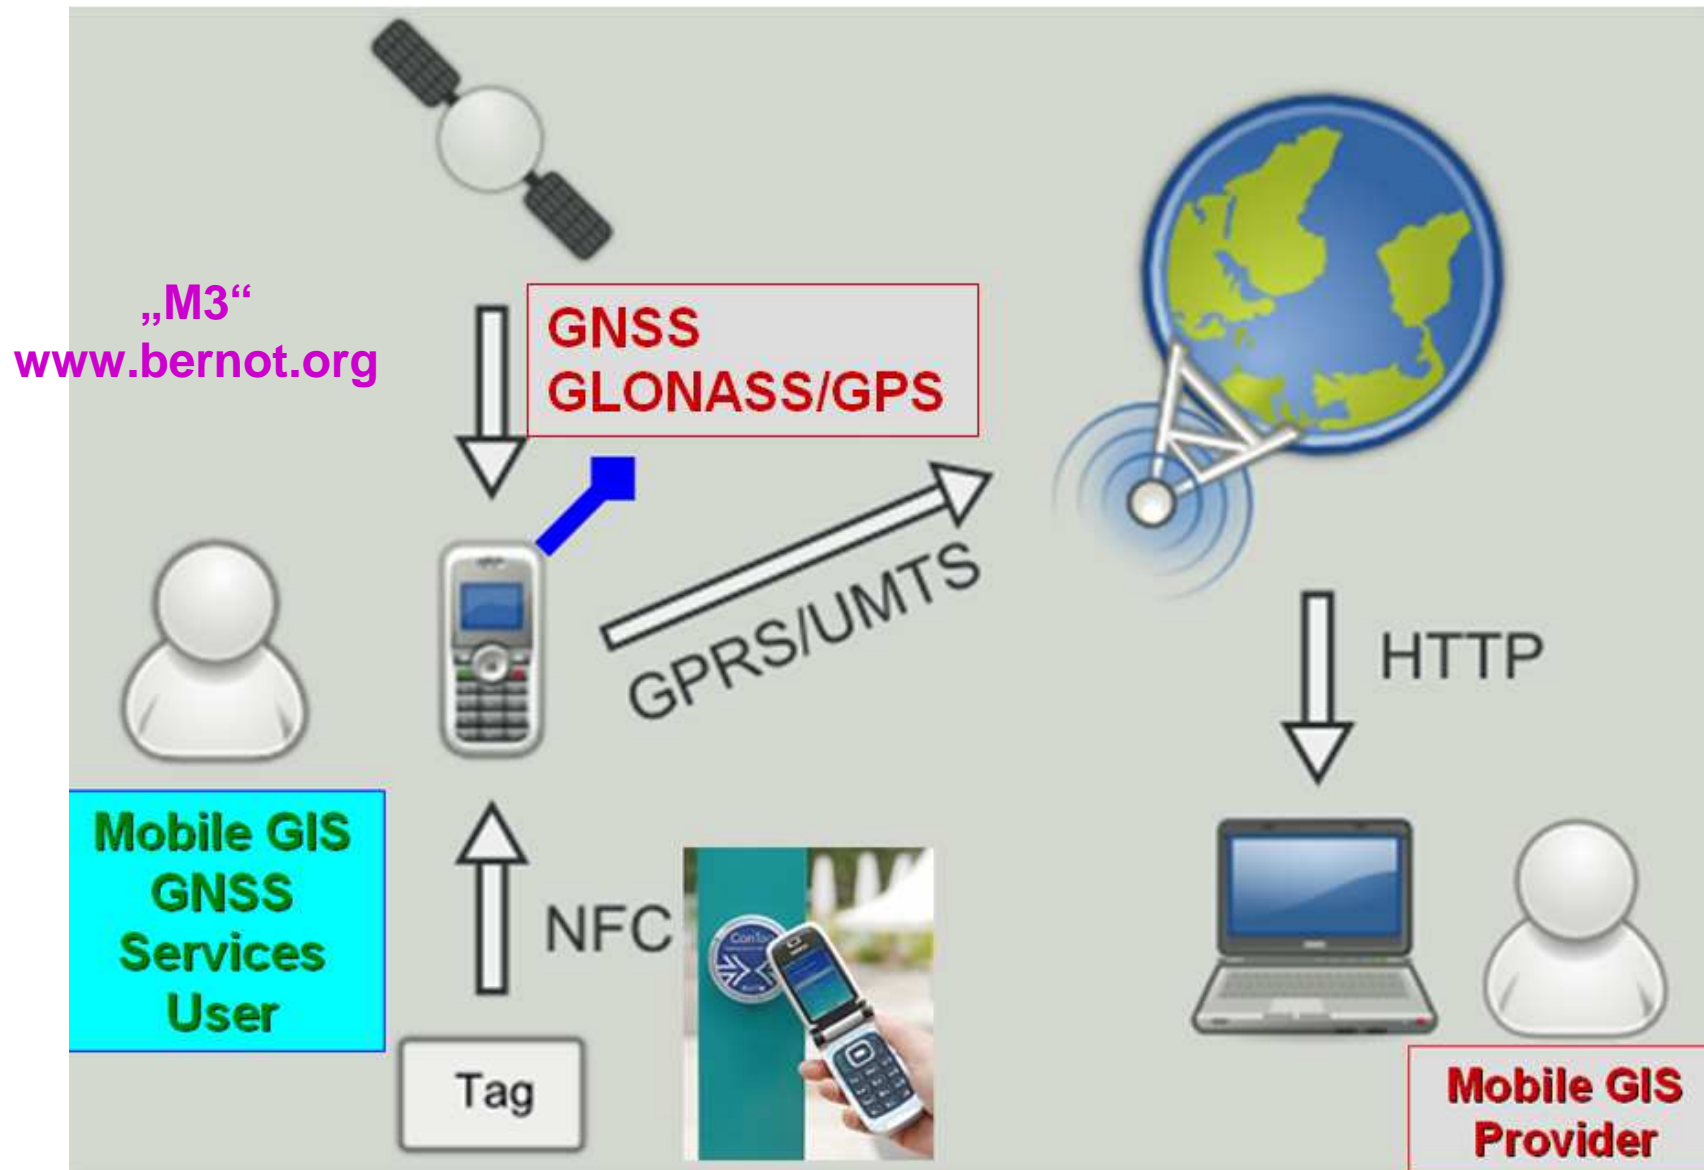 „M3“
www.bernot.org
GNSS
GLONASS/GPS
GPRS/UMTS
HTTP
Mobile GIS
GNSS
Services
User
NFC
Tag
Mobile GIS
Provider